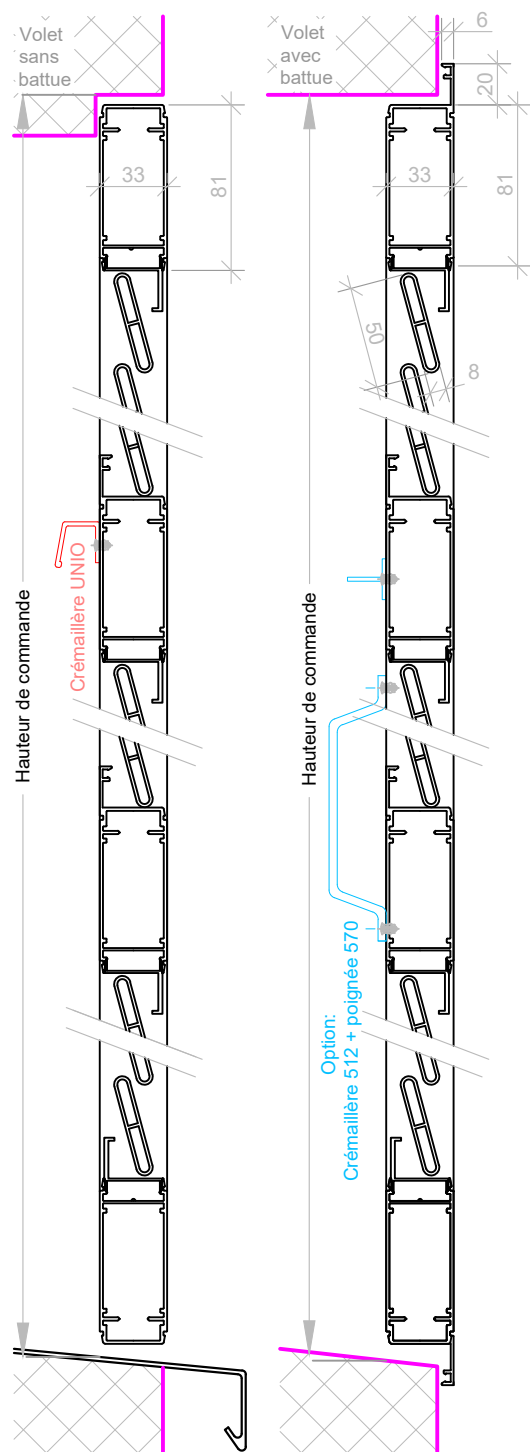 Volet
sans
battue
33
81
Crémaillère UNIO
Hauteur de commande
Volet
avec
battue
6
20
33
81
50
8
Hauteur de commande
Option:
Crémaillère 512 + poignée 570